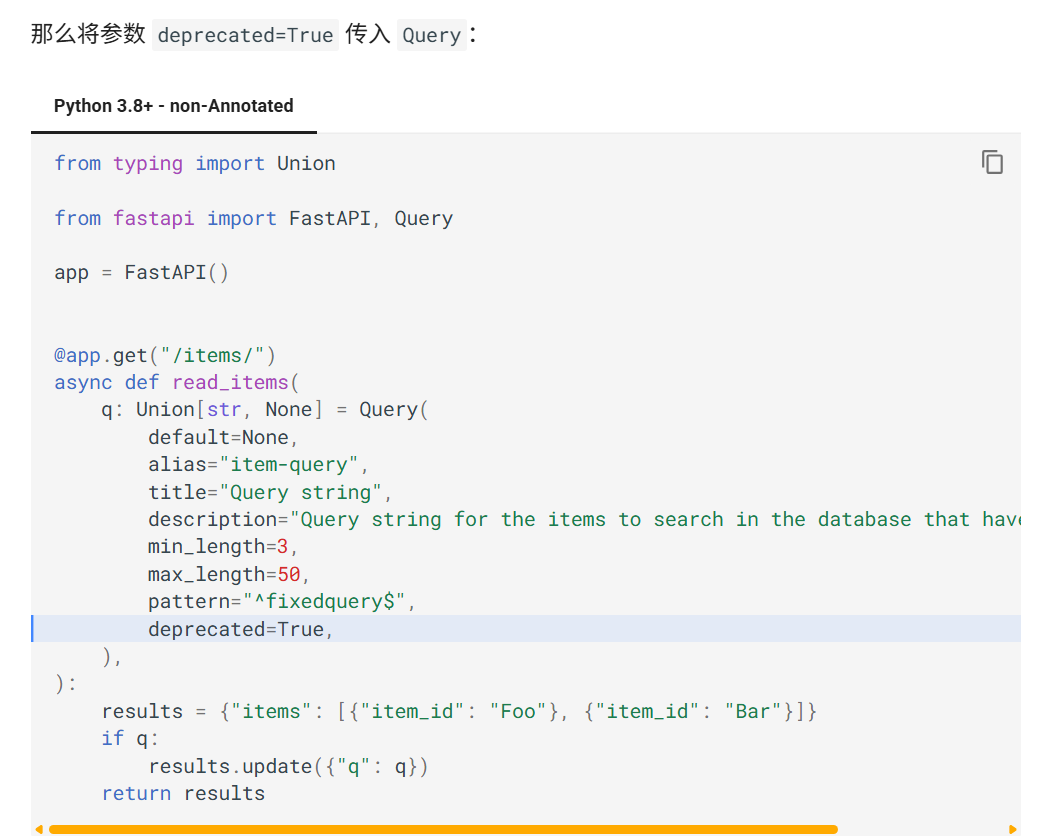 那么将参数 deprecated=True 传入 Query：
Python 3.8+ - non-Annotated
from typing import Union
from fastapi import FastAPI, Query
app = FastAPI()
@app.get("/items/")
async def read_items(
    q: Union[str, None] = Query(
        default=None,
        alias="item-query",
        title="Query string",
        description="Query string for the items to search in the database that have
        min_length=3,
        max_length=50,
        pattern="^fixedquery$",
        deprecated=True,
    ),
):
    results = {"items": [{"item_id": "Foo"}, {"item_id": "Bar"}]}
    if q:
        results.update({"q": q})
    return results